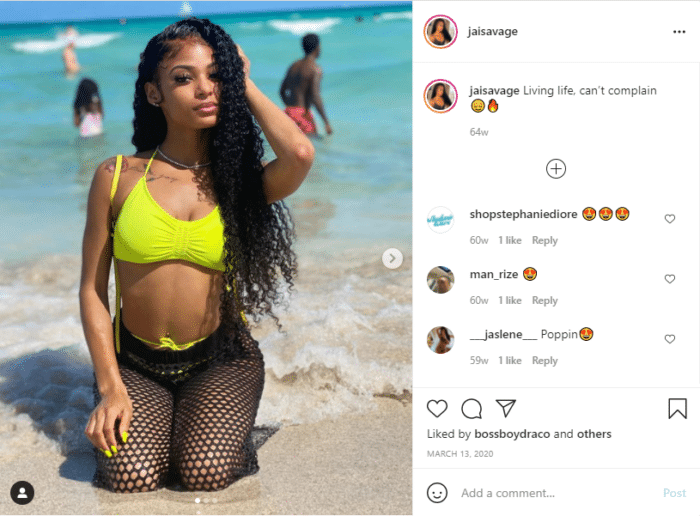 jaisavage
jaisavage Living life, can't complain
😄🔥
64w
shopstephaniediore 😍😍😍
60w 1 like Reply
man_rize 😍
60w 1 like Reply
__jaslene__ Poppin😍
59w 1 like Reply
Liked by bossboydraco and others
MARCH 13, 2020
Add a comment... Post